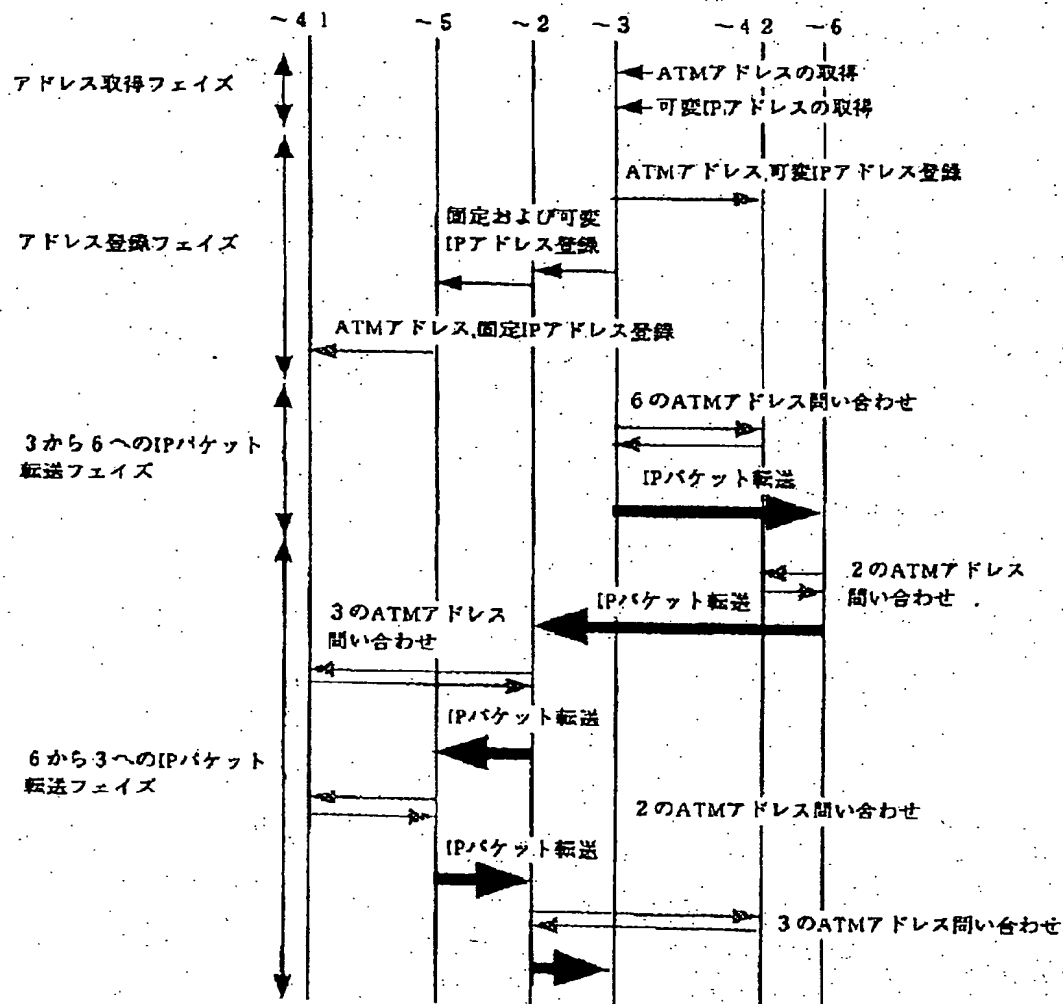 ~41 ~5 ~2 ~3 ~42 ~6
アドレス取得フェイズ
ATMアドレスの取得
可変IPアドレスの取得
ATMアドレス,可変IPアドレス登録
固定および可変
IPアドレス登録
アドレス登録フェイズ
ATMアドレス,固定IPアドレス登録
6のATMアドレス問い合わせ
3から6へのIPパケット
転送フェイズ
IPパケット転送
2のATMアドレス
問い合わせ
IPパケット転送
3のATMアドレス
問い合わせ
IPパケット転送
6から3へのIPパケット
転送フェイズ
2のATMアドレス問い合わせ
IPパケット転送
3のATMアドレス問い合わせ